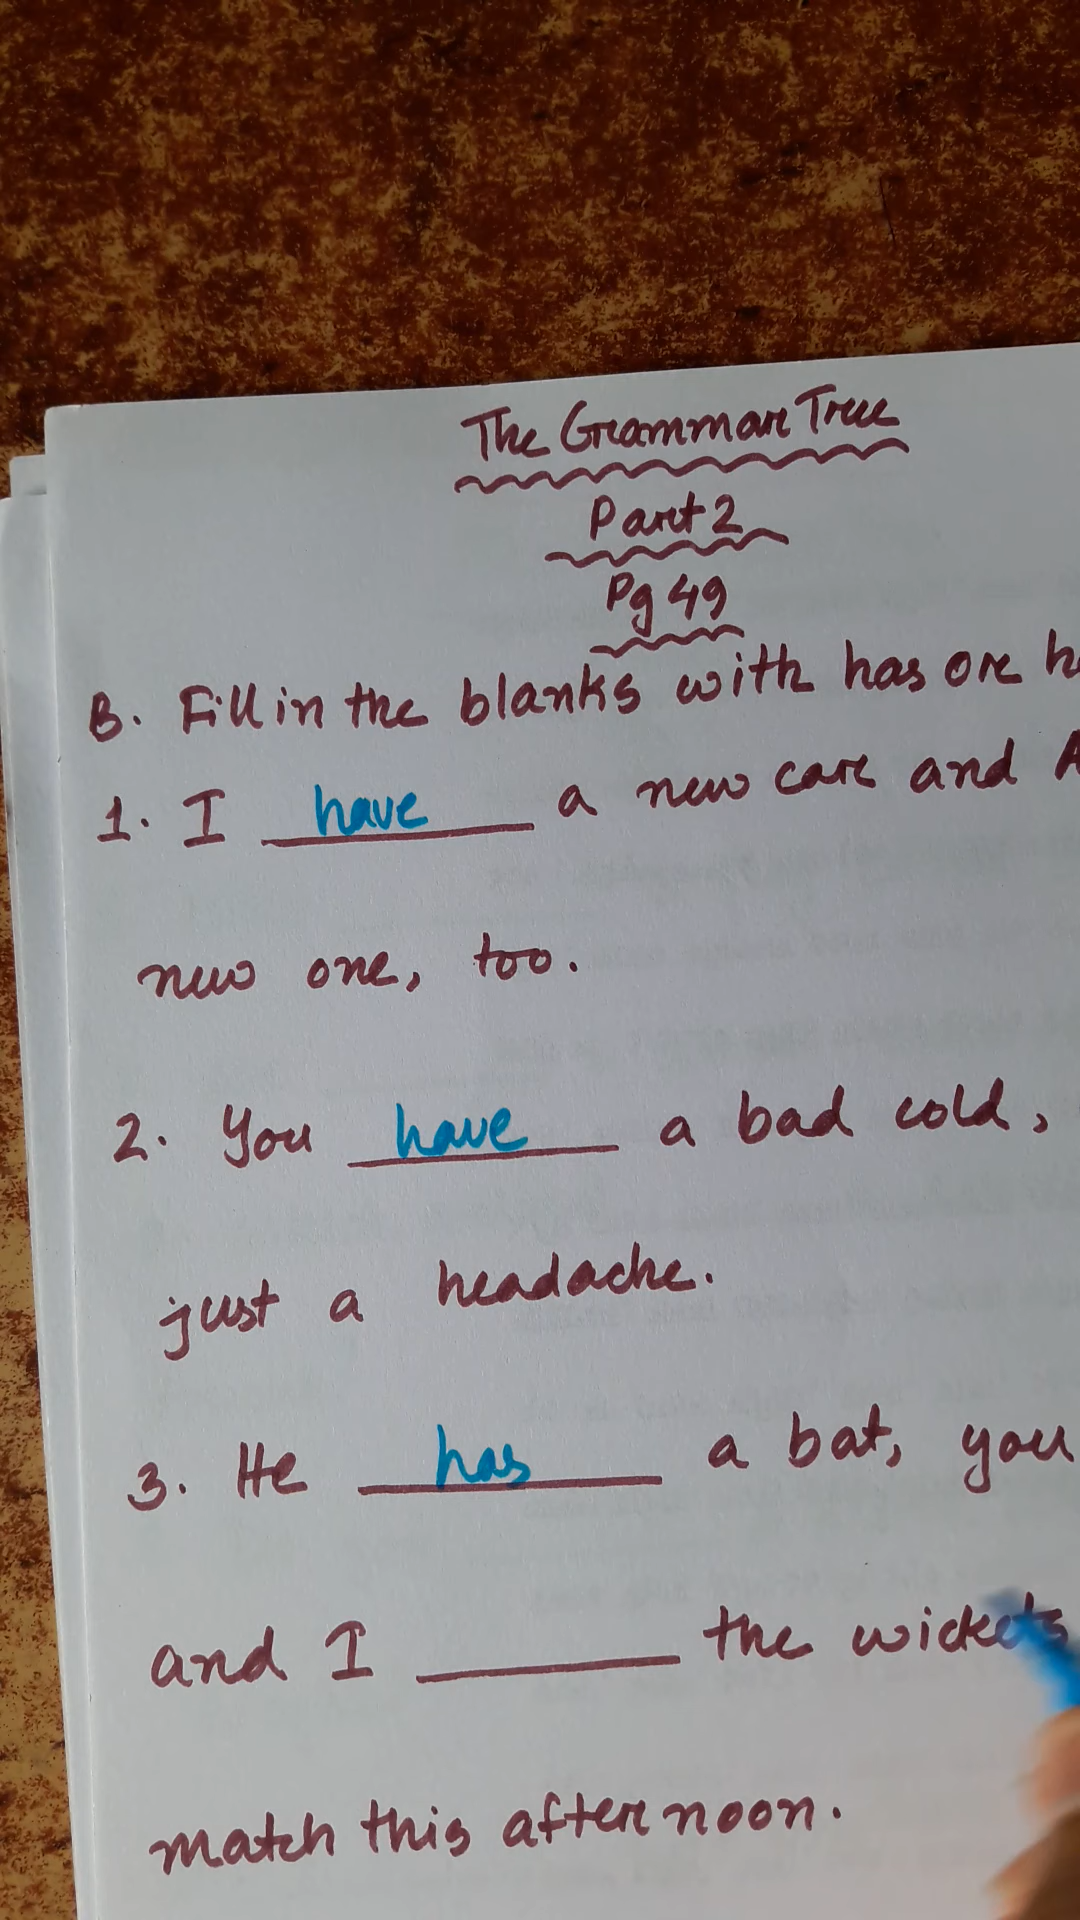 The Grammar Tree
Part 2
Pg 49
B. Fill in the blanks with has or
1. I have a new car and
new one, too.
2. You have a bad cold,
just a headache.
3. He has a bat, you
and I ______ the wickets
match this afternoon.